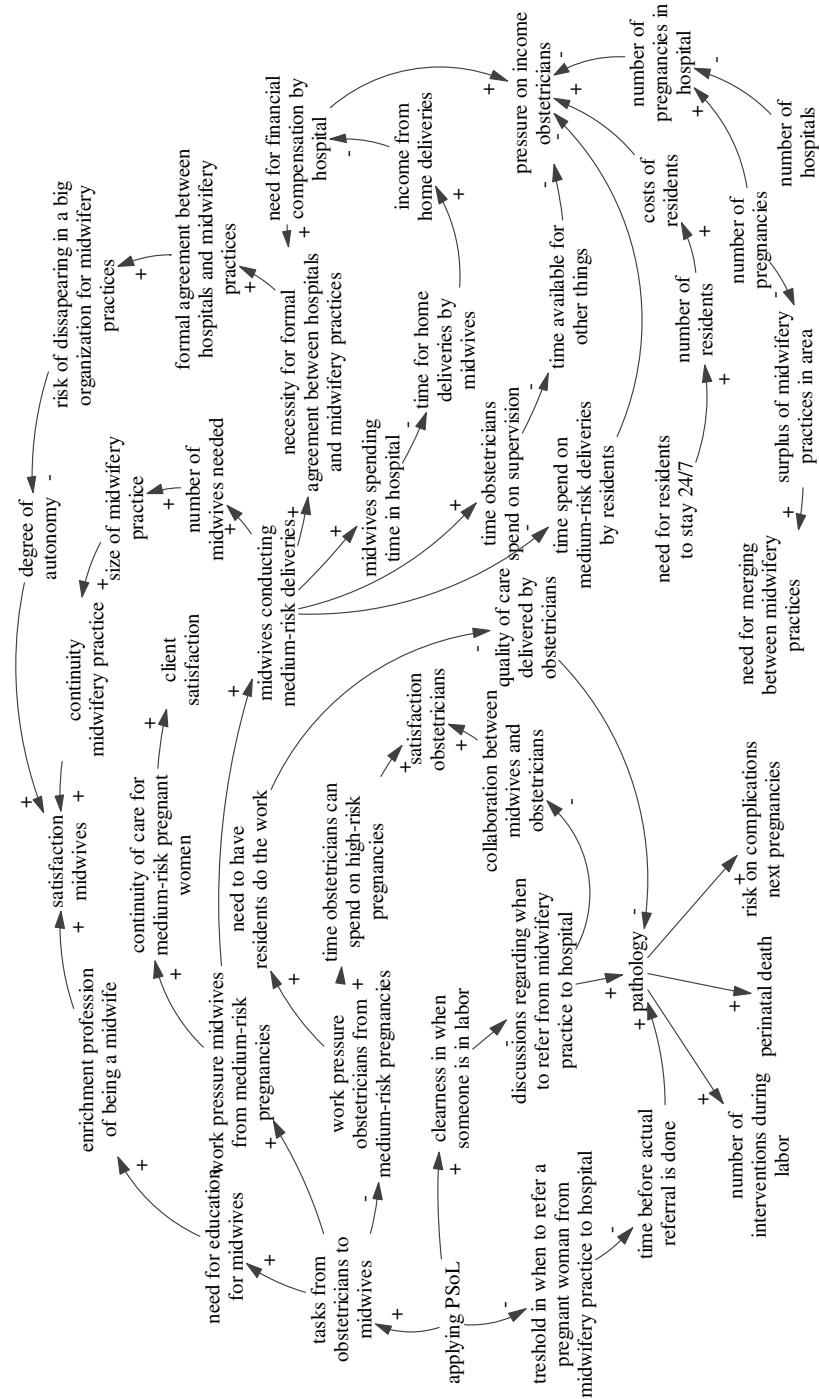 enrichment profession
of being a midwife
satisfaction
midwives
degree of
autonomy
risk of dissapearing in a big
organization for midwifery
practices
continuity
midwifery practice
size of midwifery
practice
continuity of care for
medium-risk pregnant
women
client
satisfaction
number of
midwives needed
formal agreement between
hospitals and midwifery
practices
need for education
for midwives
work pressure midwives
from medium-risk
pregnancies
need to have
residents do the work
midwives conducting
medium-risk deliveries
necessity for formal
agreement between hospitals
and midwifery practices
need for financial
compensation by
hospital
tasks from
obstetricians to
midwives
work pressure
obstetricians from
medium-risk pregnancies
time obstetricians can
spend on high-risk
pregnancies
satisfaction
obstetricians
midwives spending
time in hospital
time for home
deliveries by
midwives
income from
home deliveries
applying PSoL
clearness in when
someone is in labor
collaboration between
midwives and
obstetricians
quality of care
delivered by
obstetricians
time obstetricians
spend on supervision
time available for
other things
pressure on income
obstetricians
treshold in when to refer a
pregnant woman from
midwifery practice to hospital
discussions regarding when
to refer from midwifery
practice to hospital
time spend on
medium-risk deliveries
by residents
time before actual
referral is done
pathology
need for residents
to stay 24/7
number of
residents
costs of
residents
number of
pregnancies in
hospital
number of
interventions during
labor
perinatal death
risk on complications
next pregnancies
need for merging
between midwifery
practices
surplus of midwifery
practices in area
number of
pregnancies
number of
hospitals